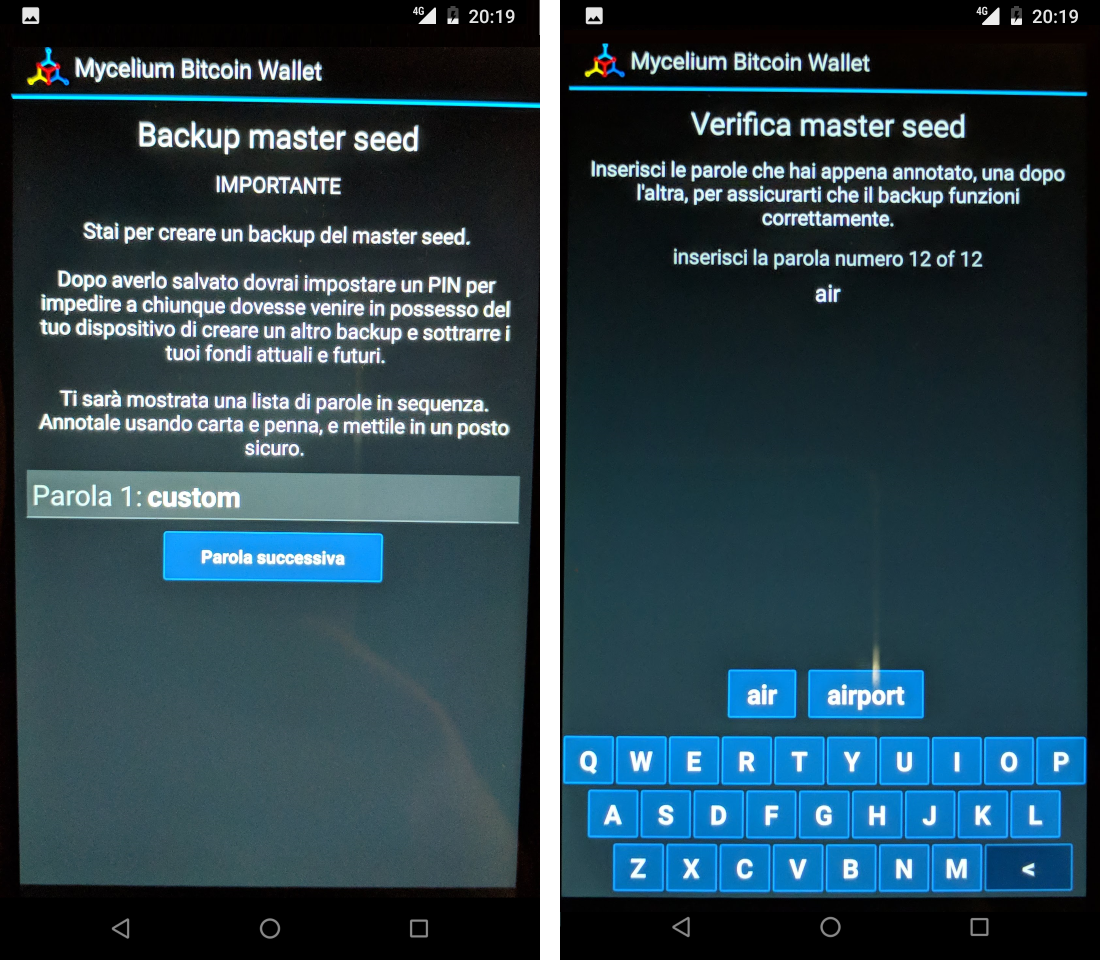 4G 20:19
Mycelium Bitcoin Wallet
Backup master seed
IMPORTANTE
Stai per creare un backup del master seed.
Dopo averlo salvato dovrai impostare un PIN per
impedire a chiunque dovesse venire in possesso del
tuo dispositivo di creare un altro backup e sottrarre i
tuoi fondi attuali e futuri.
Ti sarà mostrata una lista di parole in sequenza.
Annotale usando carta e penna, e mettile in un posto
sicuro.
Parola 1: custom
Parola successiva
4G 20:19
Mycelium Bitcoin Wallet
Verifica master seed
Inserisci le parole che hai appena annotato, una dopo
l'altra, per assicurarti che il backup funzioni
correttamente.
inserisci la parola numero 12 of 12
air
air airport
Q W E R T Y U I O P
A S D F G H J K L
Z X C V B N M <